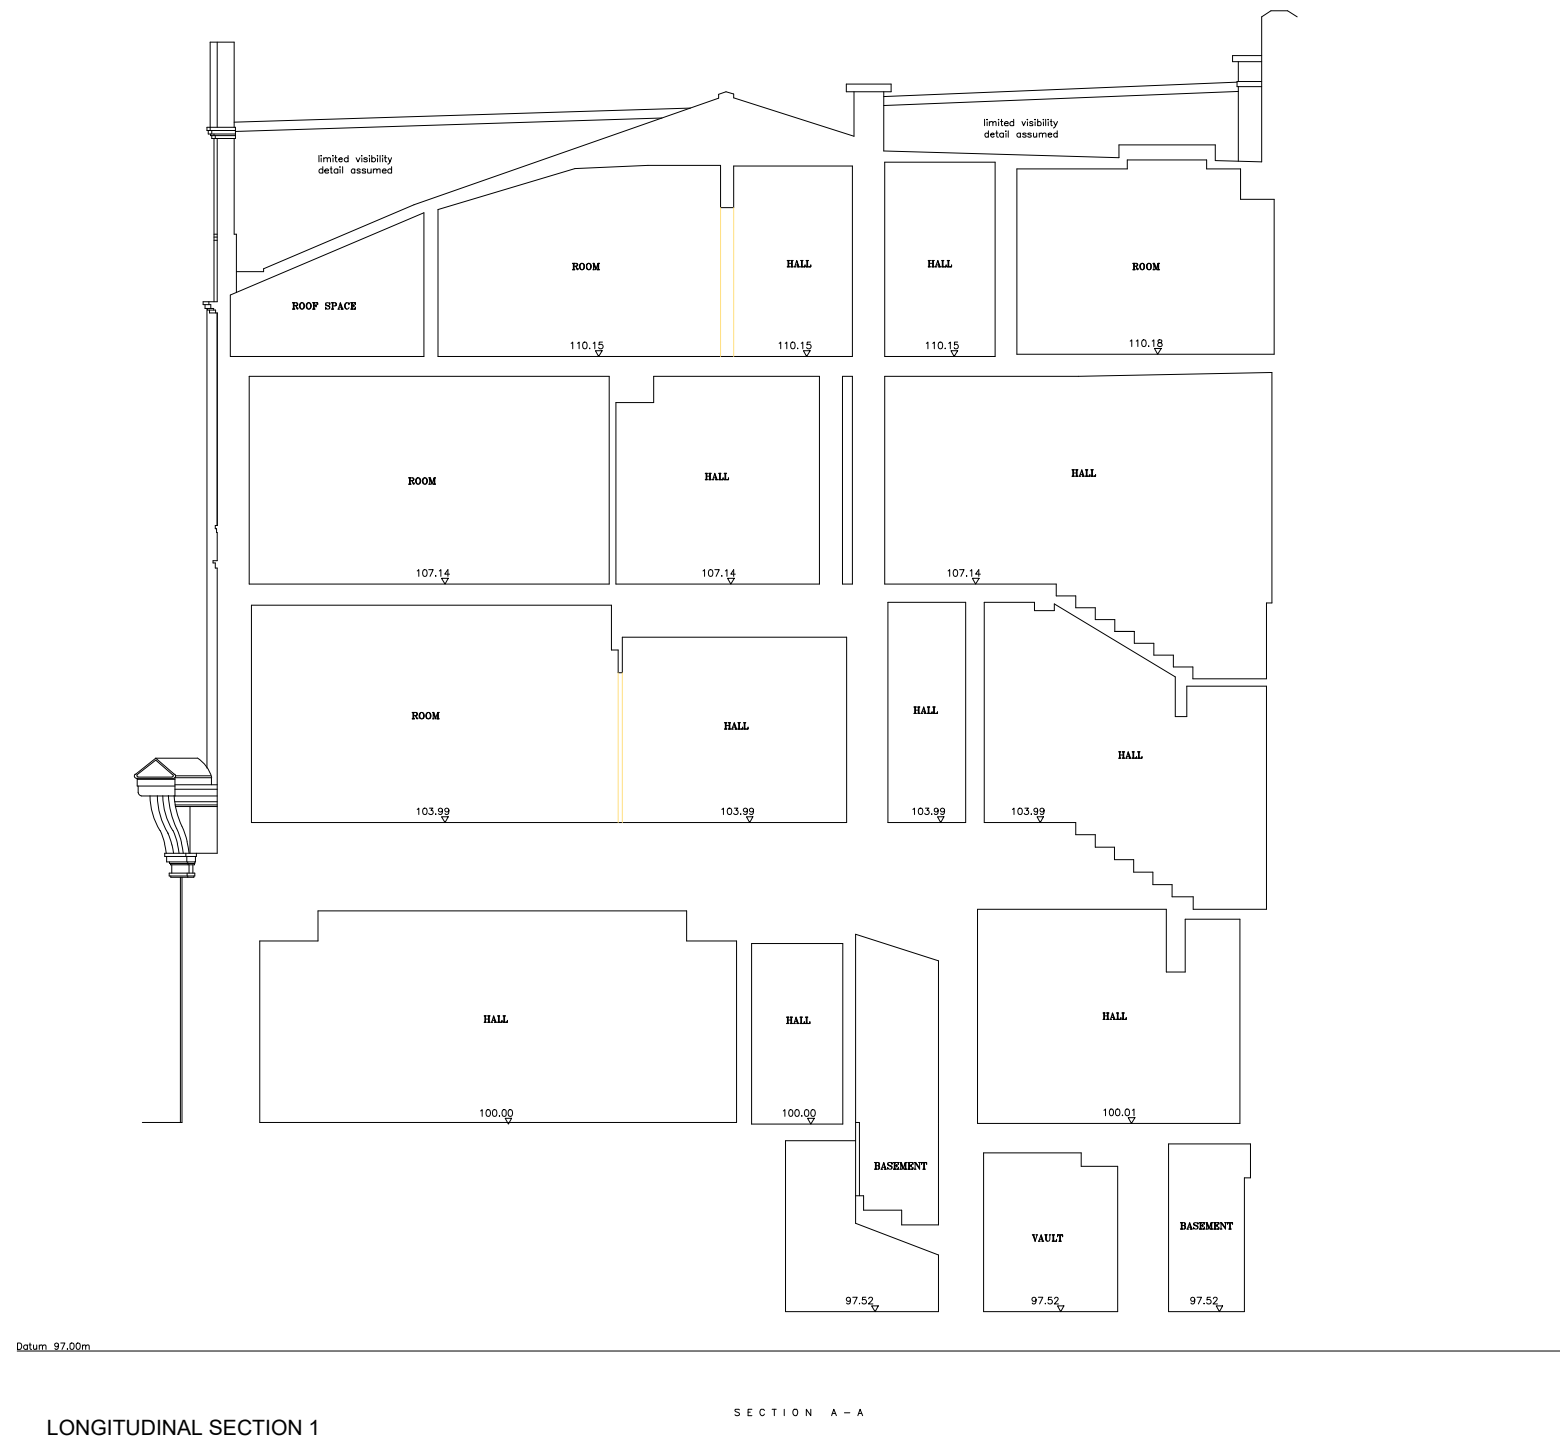 limited visibility
detail assumed
limited visibility
detail assumed
ROOM
HALL
HALL
ROOM
ROOF SPACE
110.15
110.15
110.15
110.18
ROOM
HALL
HALL
107.14
107.14
107.14
ROOM
HALL
HALL
HALL
103.99
103.99
103.99
103.99
HALL
HALL
HALL
100.00
100.00
100.01
BASEMENT
VAULT
BASEMENT
97.52
97.52
97.52
Datum 97.00m
SECTION A-A
LONGITUDINAL SECTION 1